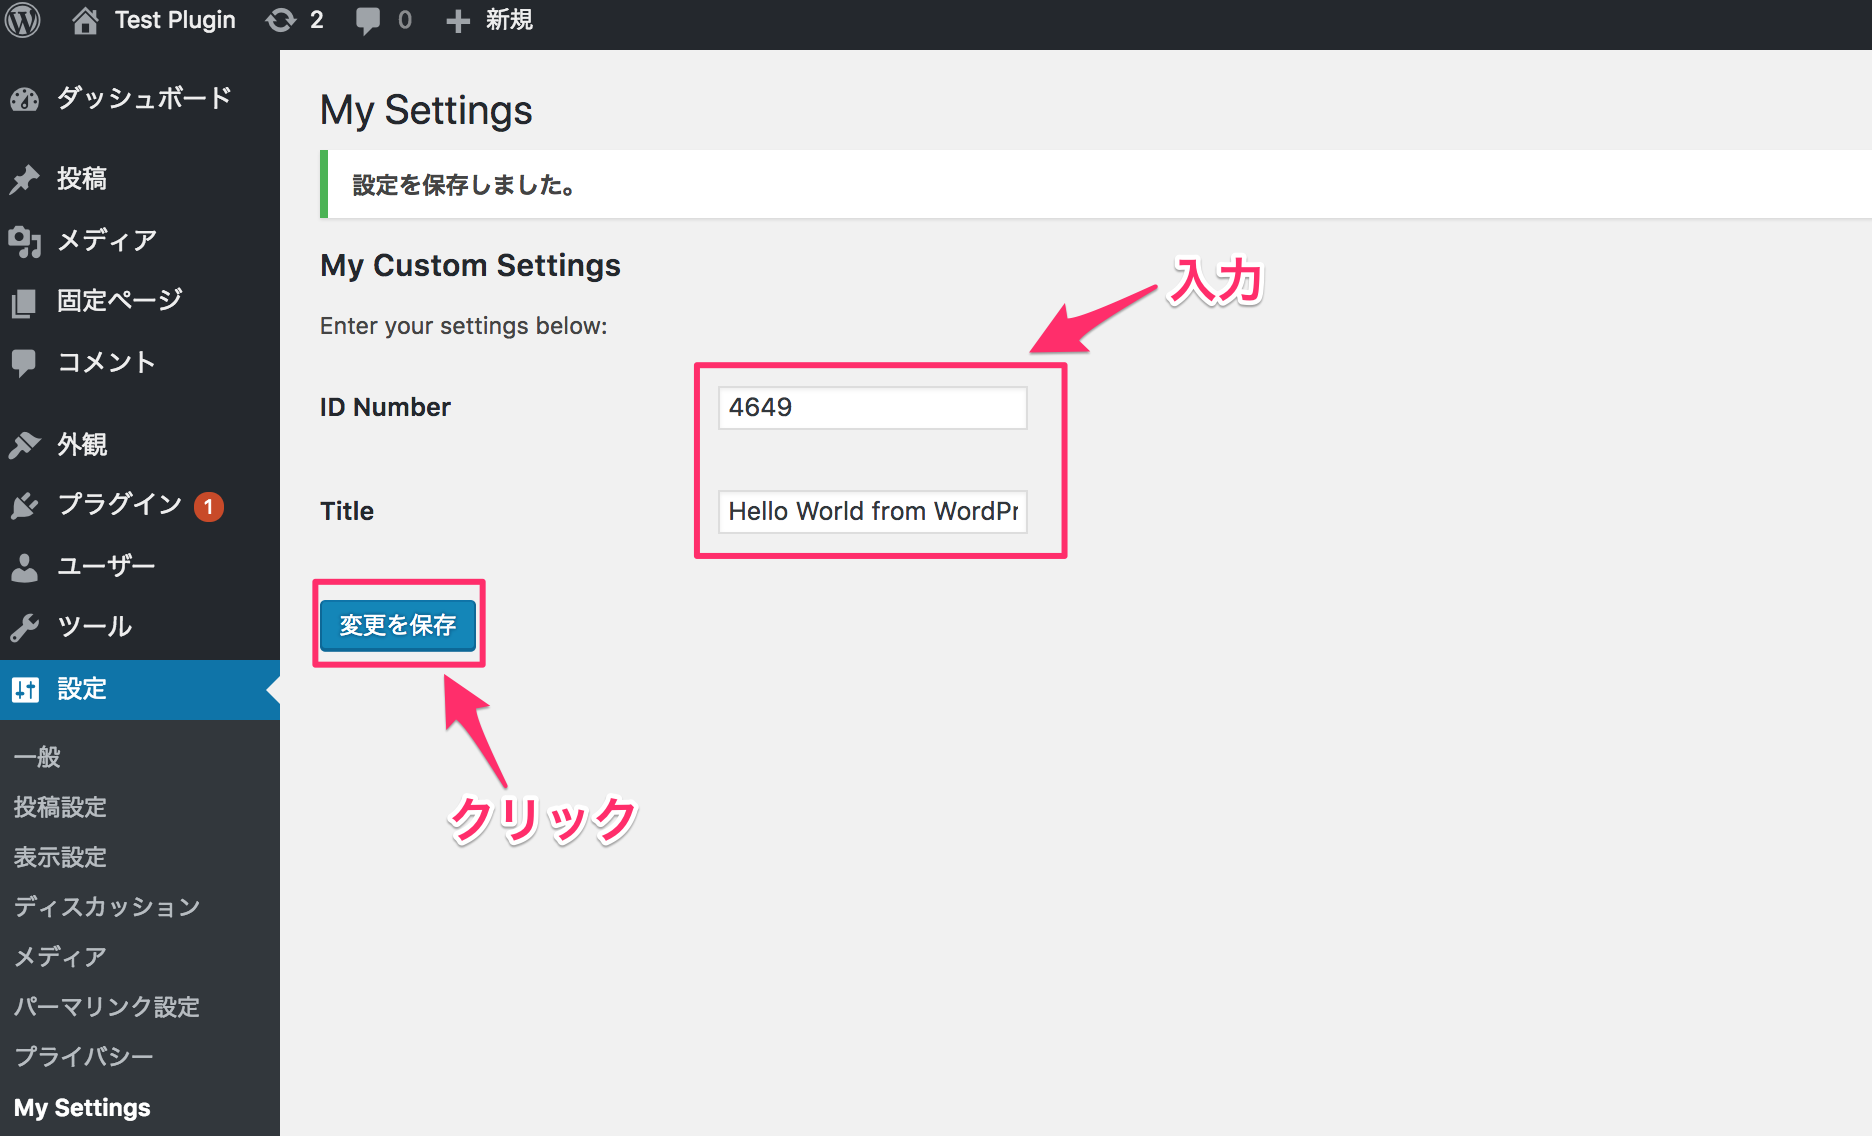 Test Plugin 2 0 新規
ダッシュボード
投稿
メディア
固定ページ
コメント
外観
プラグイン 1
ユーザー
ツール
設定
一般
投稿設定
表示設定
ディスカッション
メディア
パーマリンク設定
プライバシー
My Settings
My Settings
設定を保存しました。
My Custom Settings
Enter your settings below:
入力
ID Number 4649
Title Hello World from WordPr
変更を保存
クリック